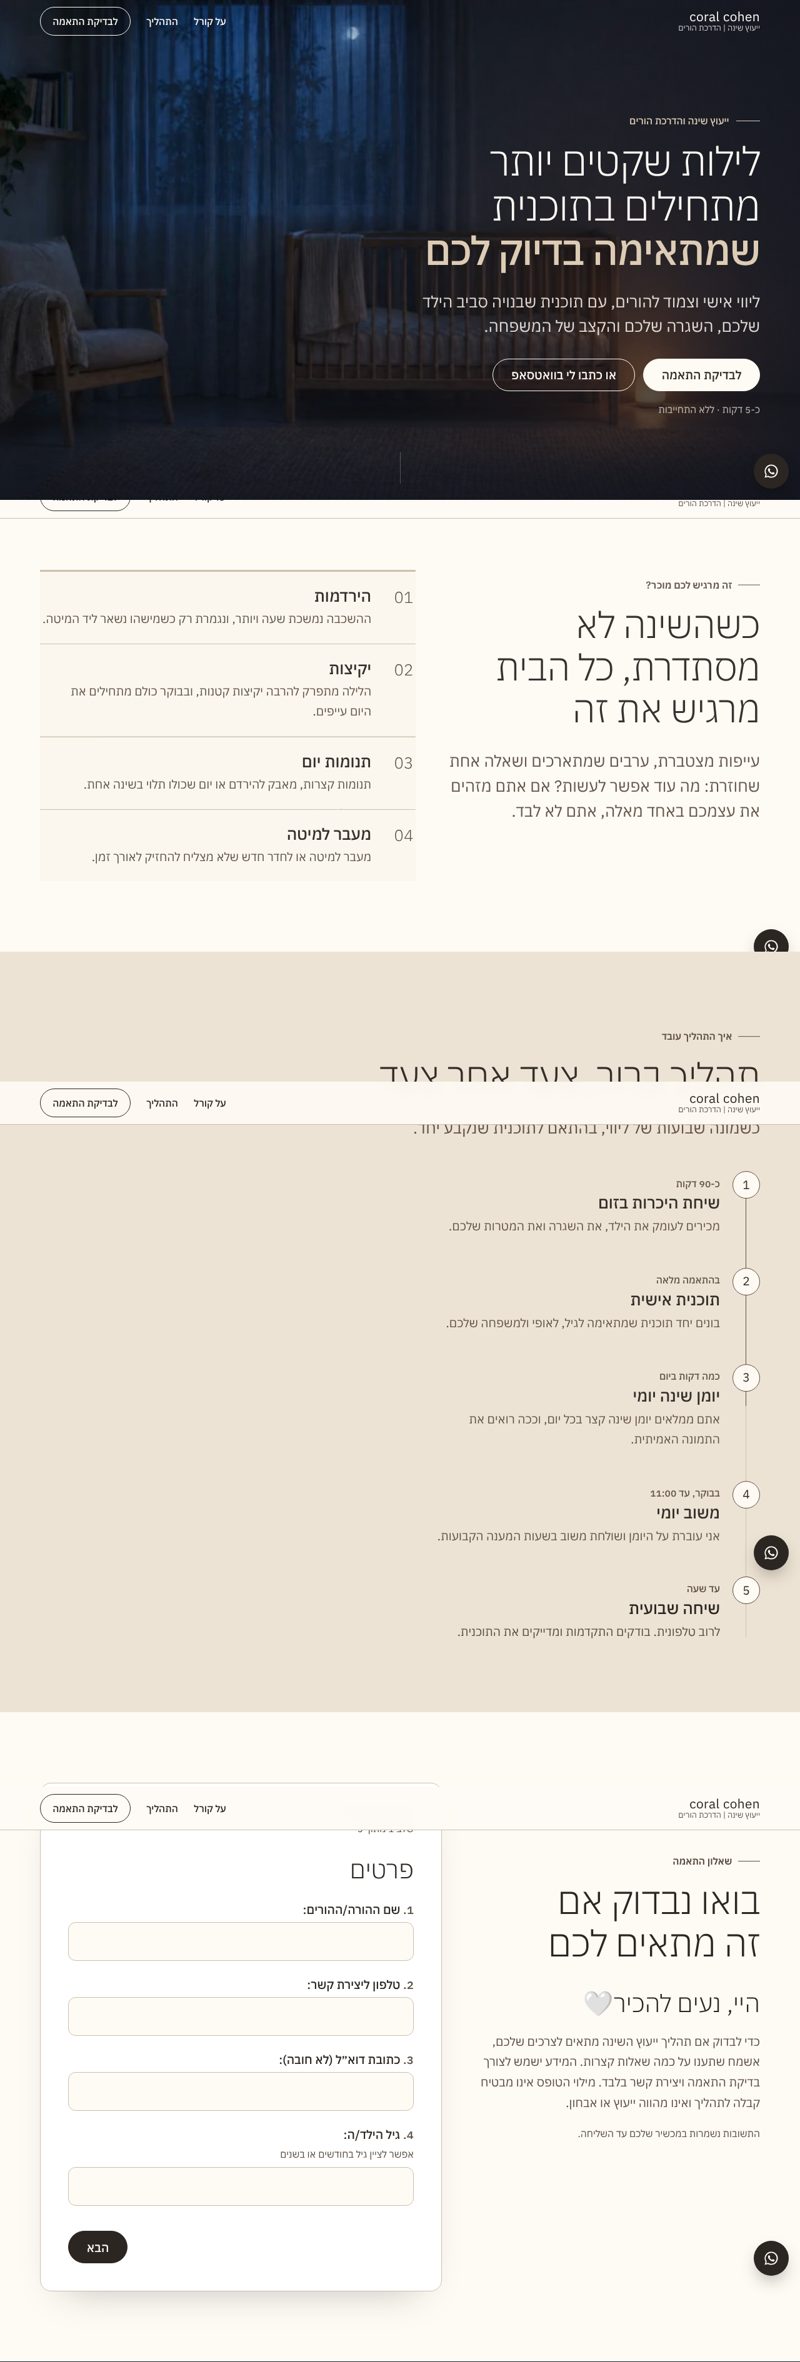 coral cohen
ייעוץ שינה | הדרכת הורים
על קורל
התהליך
לבדיקת התאמה
ייעוץ שינה והדרכת הורים
לילות שקטים יותר
מתחילים בתוכנית
שמתאימה בדיוק לכם
ליווי אישי וצמוד להורים, עם תוכנית שבנויה סביב הילד
שלכם, השגרה שלכם והקצב של המשפחה.
לבדיקת התאמה
או כתבו לי בוואטסאפ
כ-5 דקות · ללא התחייבות
ייעוץ שינה | הדרכת הורים
זה מרגיש לכם מוכר?
כשהשינה לא
מסתדרת, כל הבית
מרגיש את זה
עייפות מצטברת, ערבים שמתארכים ושאלה אחת
שחוזרת: מה עוד אפשר לעשות? אם אתם מזהים
את עצמכם באחד מאלה, אתם לא לבד.
01
הירדמות
ההשכבה נמשכת שעה ויותר, ונגמרת רק כשמישהו נשאר ליד המיטה.
02
יקיצות
הלילה מתפרק להרבה יקיצות קטנות, ובבוקר כולם מתחילים את
היום עייפים.
03
תנומות יום
תנומות קצרות, מאבק להירדם או יום שכולו תלוי בשינה אחת.
04
מעבר למיטה
מעבר למיטה או לחדר חדש שלא מצליח להחזיק לאורך זמן.
איך התהליך עובד
תהליך ברור, צעד אחר צעד
coral cohen
ייעוץ שינה | הדרכת הורים
על קורל
התהליך
לבדיקת התאמה
כשמונה שבועות של ליווי, בהתאם לתוכנית שנקבע יחד.
1
כ-90 דקות
שיחת היכרות בזום
מכירים לעומק את הילד, את השגרה ואת המטרות שלכם.
2
בהתאמה מלאה
תוכנית אישית
בונים יחד תוכנית שמתאימה לגיל, לאופי ולמשפחה שלכם.
3
כמה דקות ביום
יומן שינה יומי
אתם ממלאים יומן שינה קצר בכל יום, וככה רואים את
התמונה האמיתית.
4
בבוקר, עד 11:00
משוב יומי
אני עוברת על היומן ושולחת משוב בשעות המענה הקבועות.
5
עד שעה
שיחה שבועית
לרוב טלפונית. בודקים התקדמות ומדייקים את התוכנית.
coral cohen
ייעוץ שינה | הדרכת הורים
על קורל
התהליך
לבדיקת התאמה
שאלון התאמה
בואו נבדוק אם
זה מתאים לכם
היי, נעים להכיר🤍
כדי לבדוק אם תהליך ייעוץ השינה מתאים לצרכים שלכם,
אשמח שתענו על כמה שאלות קצרות. המידע ישמש לצורך
בדיקת התאמה ויצירת קשר בלבד. מילוי הטופס אינו מבטיח
קבלה לתהליך ואינו מהווה ייעוץ או אבחון.
התשובות נשמרות במכשיר שלכם עד השליחה.
פרטים
1. שם ההורה/ההורים:
2. טלפון ליצירת קשר:
3. כתובת דוא״ל (לא חובה):
4. גיל הילד/ה:
אפשר לציין גיל בחודשים או בשנים
הבא